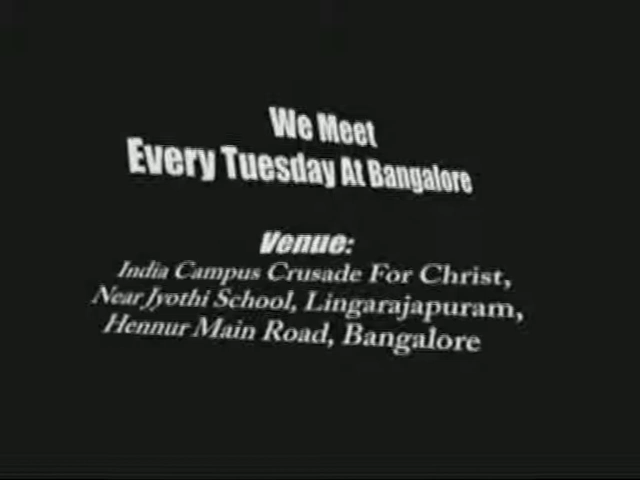 We Meet
Every Tuesday At Bangalore
Venue:
India Campus Crusade For Christ,
Near Jyothi School, Lingarajapuram,
Hennur Main Road, Bangalore